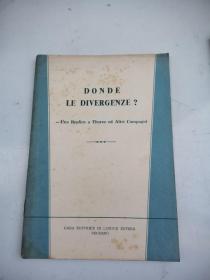 DONDE
LE DIVERGENZE?
—Una Replica a Thorez ed Altri Compagni
CASA EDITRICE IN LINGUE ESTERE
PECHINO